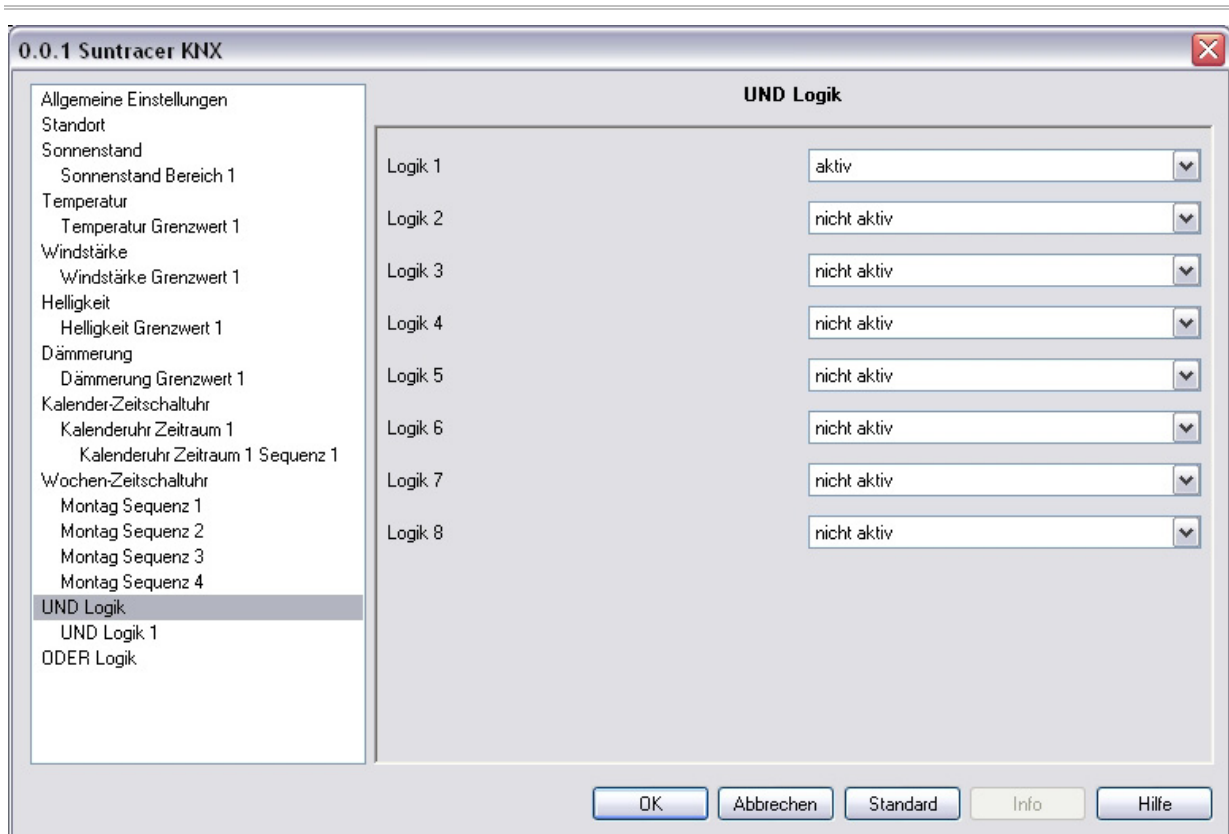 0.0.1 Suntracer KNX
Allgemeine Einstellungen
Standort
Sonnenstand
Sonnenstand Bereich 1
Temperatur
Temperatur Grenzwert 1
Windstärke
Windstärke Grenzwert 1
Helligkeit
Helligkeit Grenzwert 1
Dämmerung
Dämmerung Grenzwert 1
Kalender-Zeitschaltuhr
Kalenderuhr Zeitraum 1
Kalenderuhr Zeitraum 1 Sequenz 1
Wochen-Zeitschaltuhr
Montag Sequenz 1
Montag Sequenz 2
Montag Sequenz 3
Montag Sequenz 4
UND Logik
UND Logik 1
ODER Logik
UND Logik
Logik 1 aktiv
Logik 2 nicht aktiv
Logik 3 nicht aktiv
Logik 4 nicht aktiv
Logik 5 nicht aktiv
Logik 6 nicht aktiv
Logik 7 nicht aktiv
Logik 8 nicht aktiv
OK Abbrechen Standard Info Hilfe